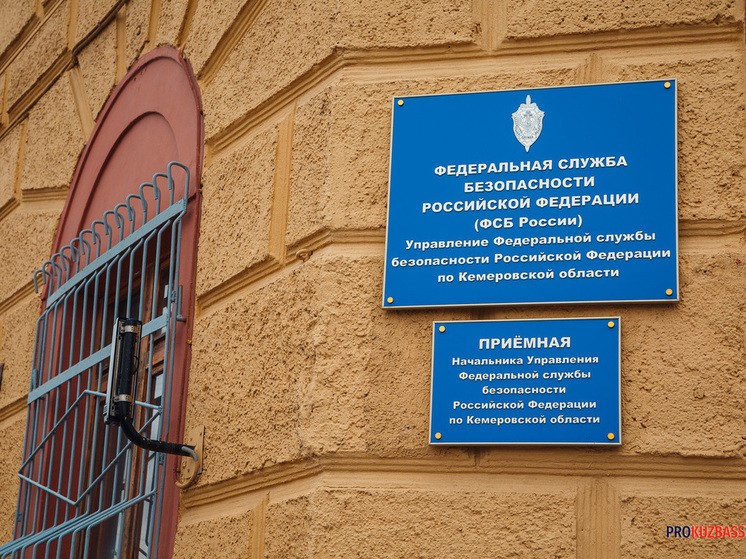 ФЕДЕРАЛЬНАЯ СЛУЖБА
БЕЗОПАСНОСТИ
РОССИЙСКОЙ ФЕДЕРАЦИИ
(ФСБ России)
Управление Федеральной службы
безопасности Российской Федерации
по Кемеровской области
ПРИЁМНАЯ
Начальника Управления
Федеральной службы
безопасности
Российской Федерации
по Кемеровской области
PROKUZBASS